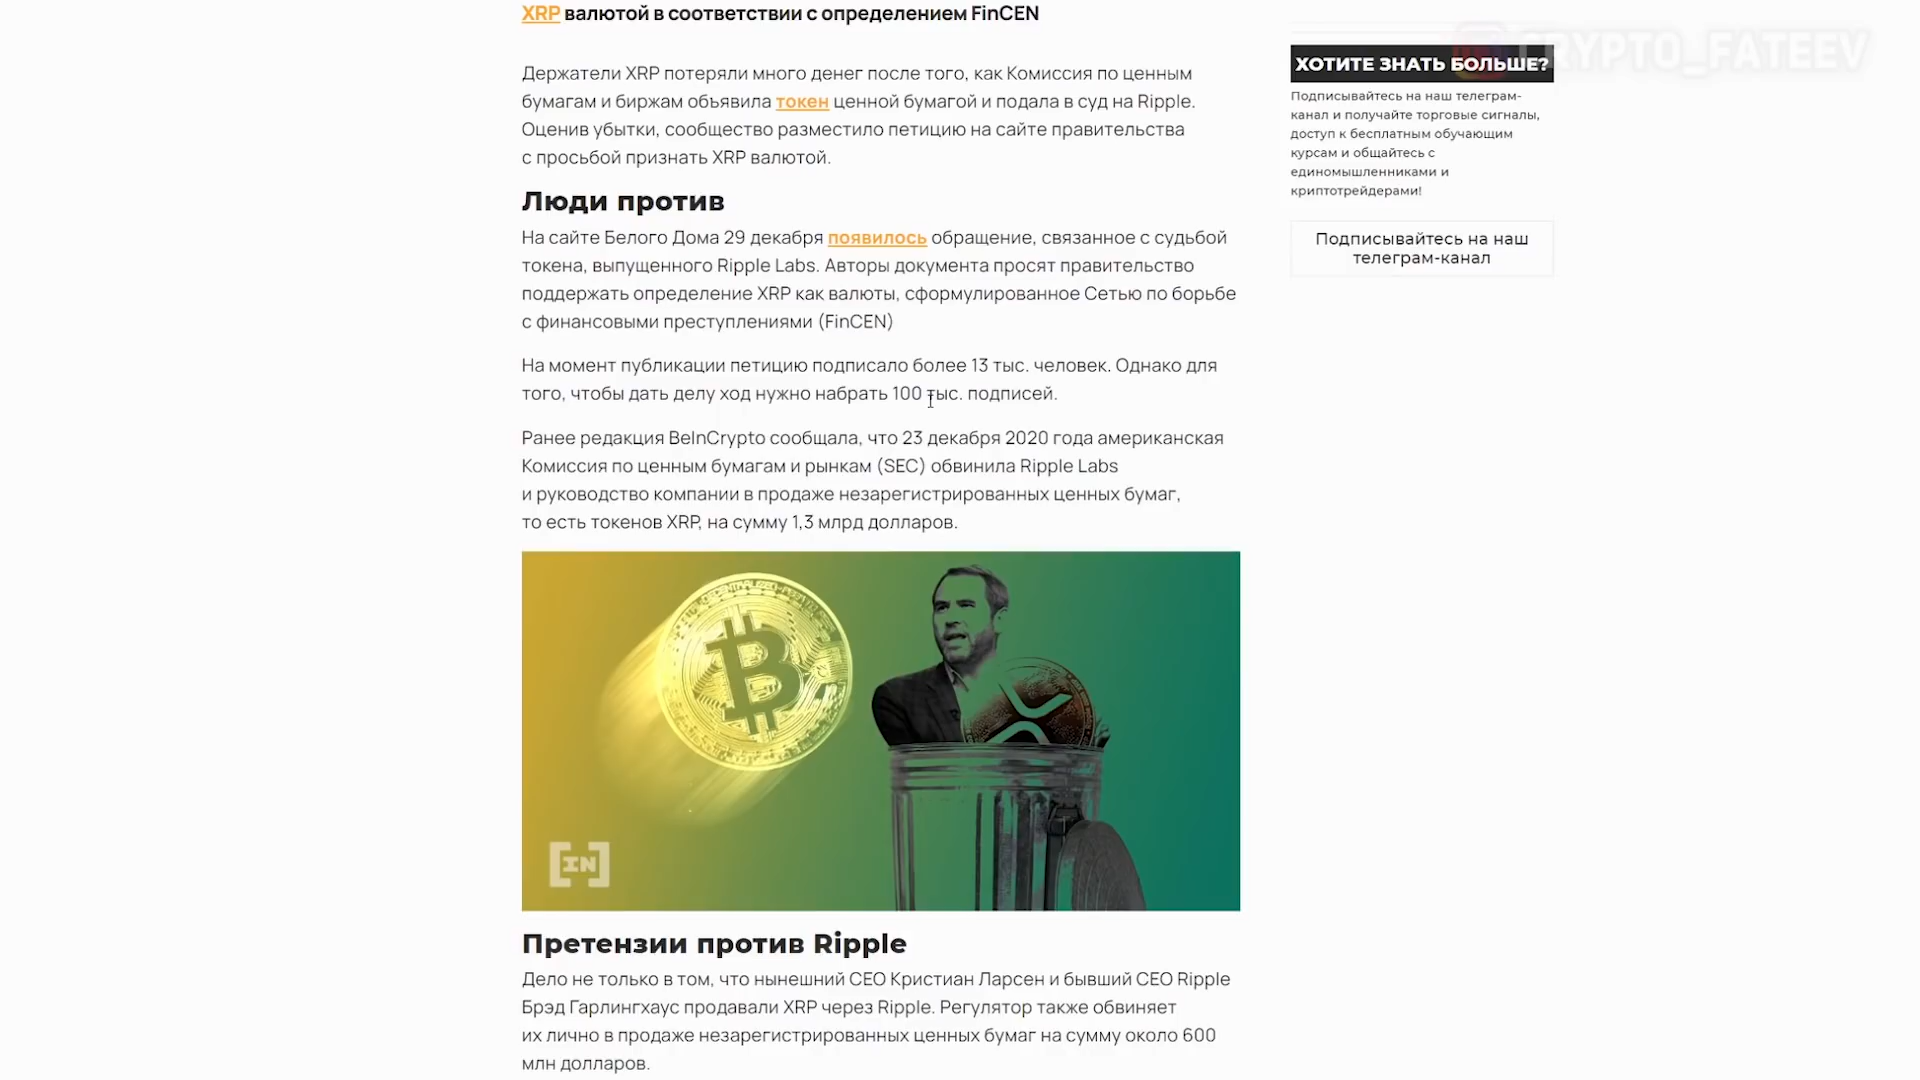 XRP валютой в соответствии с определением FinCEN
Держатели XRP потеряли много денег после того, как Комиссия по ценным
бумагам и биржам объявила токен ценной бумагой и подала в суд на Ripple.
Оценив убытки, сообщество разместило петицию на сайте правительства
с просьбой признать XRP валютой.
Люди против
На сайте Белого Дома 29 декабря появилось обращение, связанное с судьбой
токена, выпущенного Ripple Labs. Авторы документа просят правительство
поддержать определение XRP как валюты, сформулированное Сетью по борьбе
с финансовыми преступлениями (FinCEN)
На момент публикации петицию подписало более 13 тыс. человек. Однако для
того, чтобы дать делу ход нужно набрать 100 тыс. подписей.
Ранее редакция BeInCrypto сообщала, что 23 декабря 2020 года американская
Комиссия по ценным бумагам и рынкам (SEC) обвинила Ripple Labs
и руководство компании в продаже незарегистрированных ценных бумаг,
то есть токенов XRP, на сумму 1,3 млрд долларов.
[IN]
Претензии против Ripple
Дело не только в том, что нынешний CEO Кристиан Ларсен и бывший CEO Ripple
Брэд Гарлингхаус продавали XRP через Ripple. Регулятор также обвиняет
их лично в продаже незарегистрированных ценных бумаг на сумму около 600
млн долларов.
CRYPTO_FATEEV
ХОТИТЕ ЗНАТЬ БОЛЬШЕ?
Подписывайтесь на наш телеграм-
канал и получайте торговые сигналы,
доступ к бесплатным обучающим
курсам и общайтесь с
единомышленниками и
криптотрейдерами!
Подписывайтесь на наш
телеграм-канал